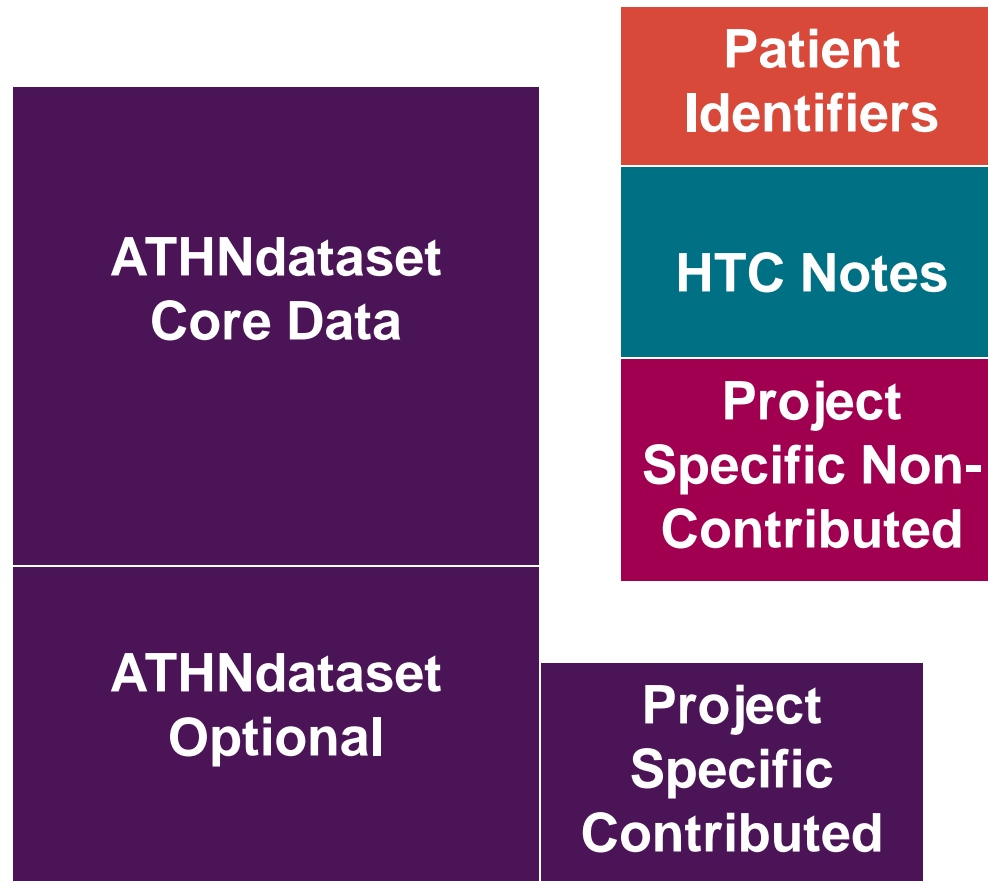 ATHNdataset
Core Data
ATHNdataset
Optional
Patient
Identifiers
HTC Notes
Project
Specific Non-
Contributed
Project
Specific
Contributed